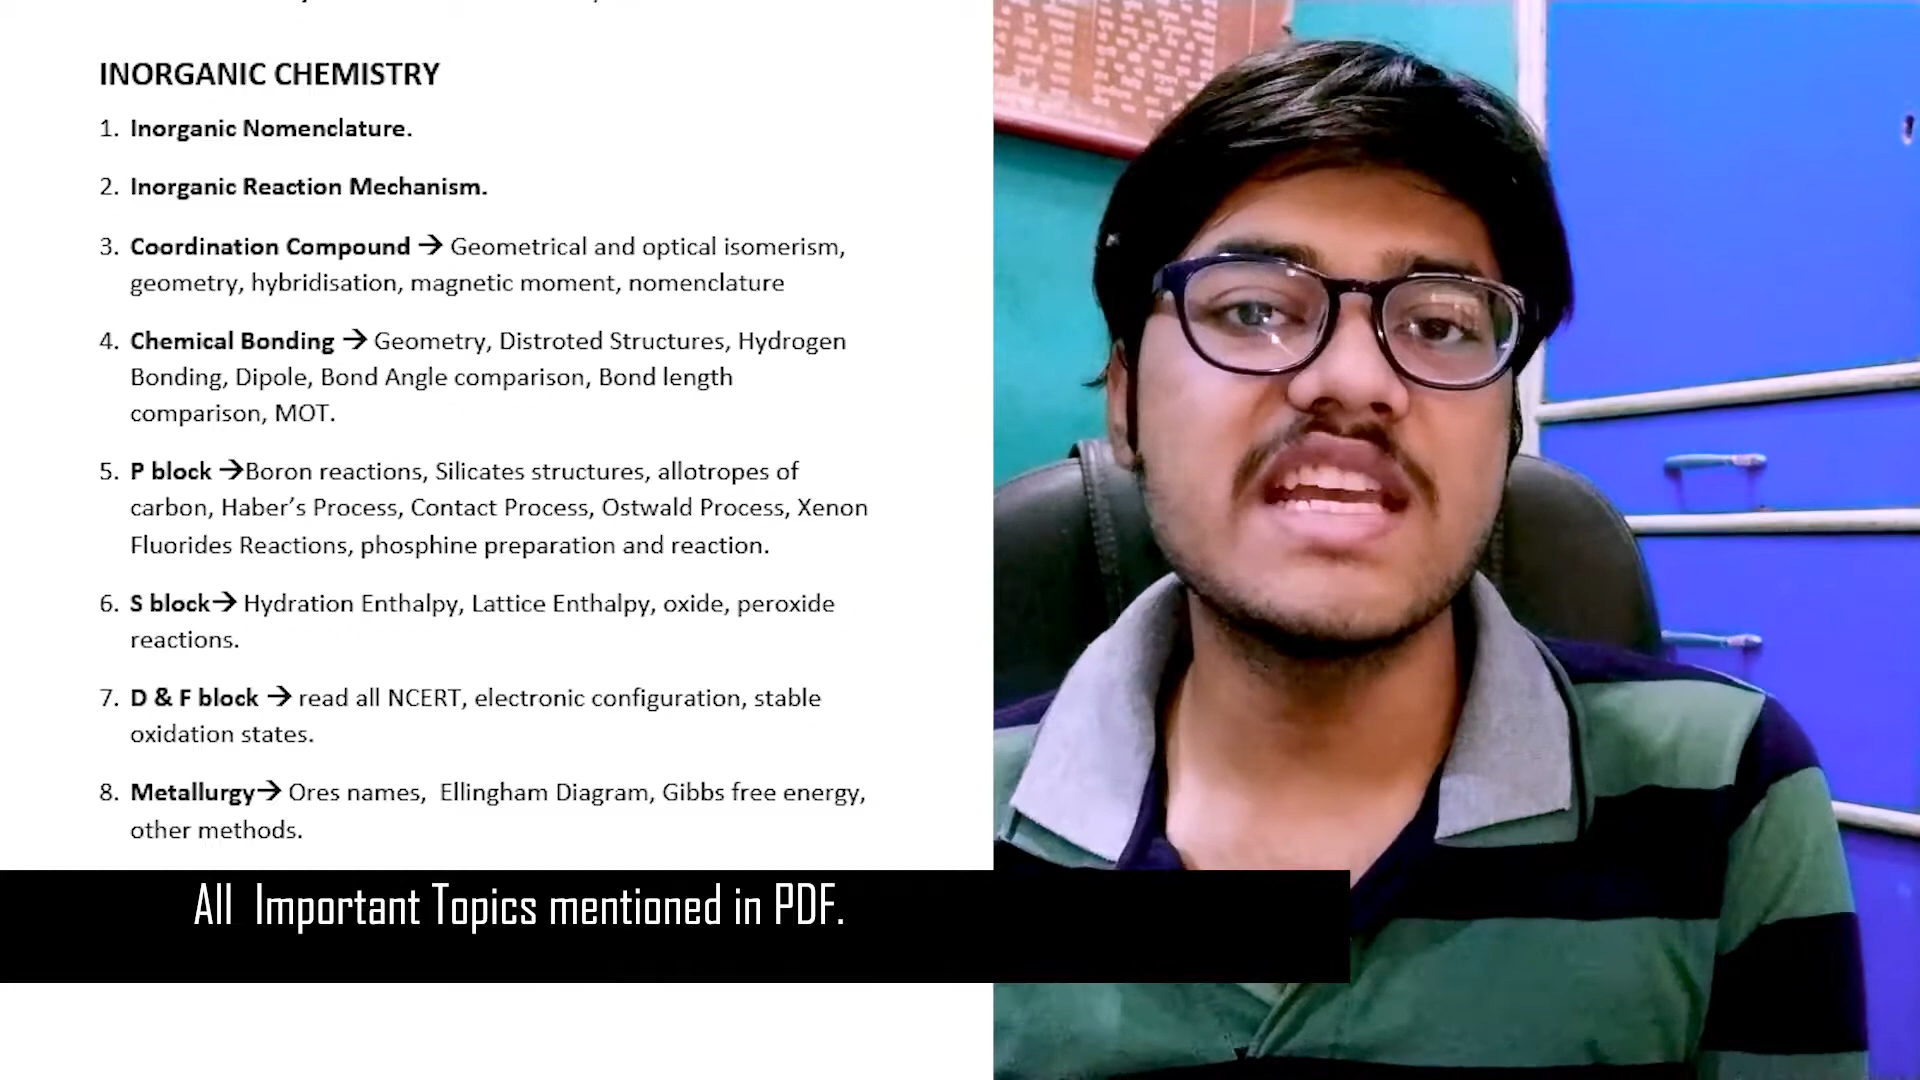 INORGANIC CHEMISTRY
1. Inorganic Nomenclature.
2. Inorganic Reaction Mechanism.
3. Coordination Compound → Geometrical and optical isomerism,
geometry, hybridisation, magnetic moment, nomenclature
4. Chemical Bonding → Geometry, Distroted Structures, Hydrogen
Bonding, Dipole, Bond Angle comparison, Bond length
comparison, MOT.
5. P block →Boron reactions, Silicates structures, allotropes of
carbon, Haber’s Process, Contact Process, Ostwald Process, Xenon
Fluorides Reactions, phosphine preparation and reaction.
6. S block→ Hydration Enthalpy, Lattice Enthalpy, oxide, peroxide
reactions.
7. D & F block → read all NCERT, electronic configuration, stable
oxidation states.
8. Metallurgy→ Ores names, Ellingham Diagram, Gibbs free energy,
other methods.
All Important Topics mentioned in PDF.